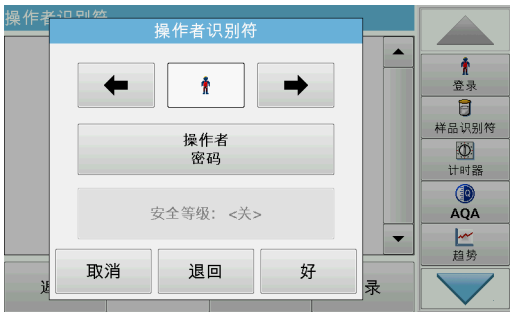 操作者识别符
操作者识别符
操作者
密码
安全等级: <关>
取消
退回
好
录
登录
样品识别符
计时器
AQA
趋势